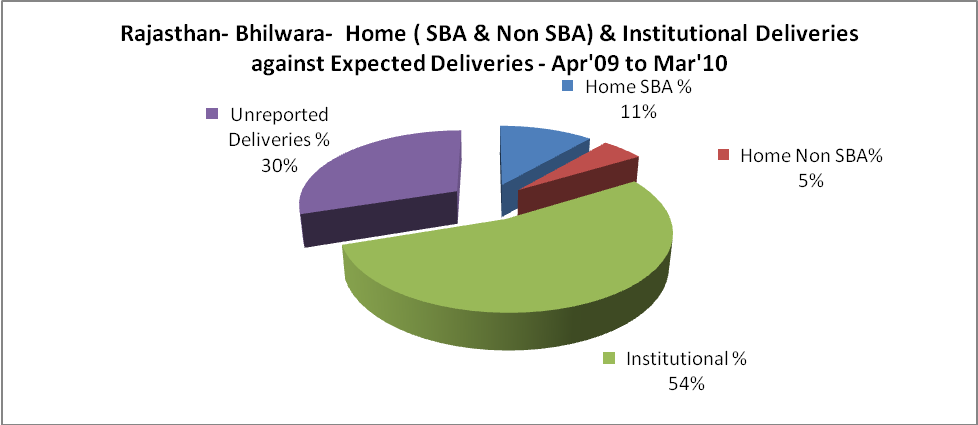 Rajasthan- Bhilwara- Home ( SBA & Non SBA) & Institutional Deliveries
against Expected Deliveries - Apr'09 to Mar'10
Home SBA %
11%
Unreported
Deliveries %
30%
Home Non SBA%
5%
Institutional %
54%